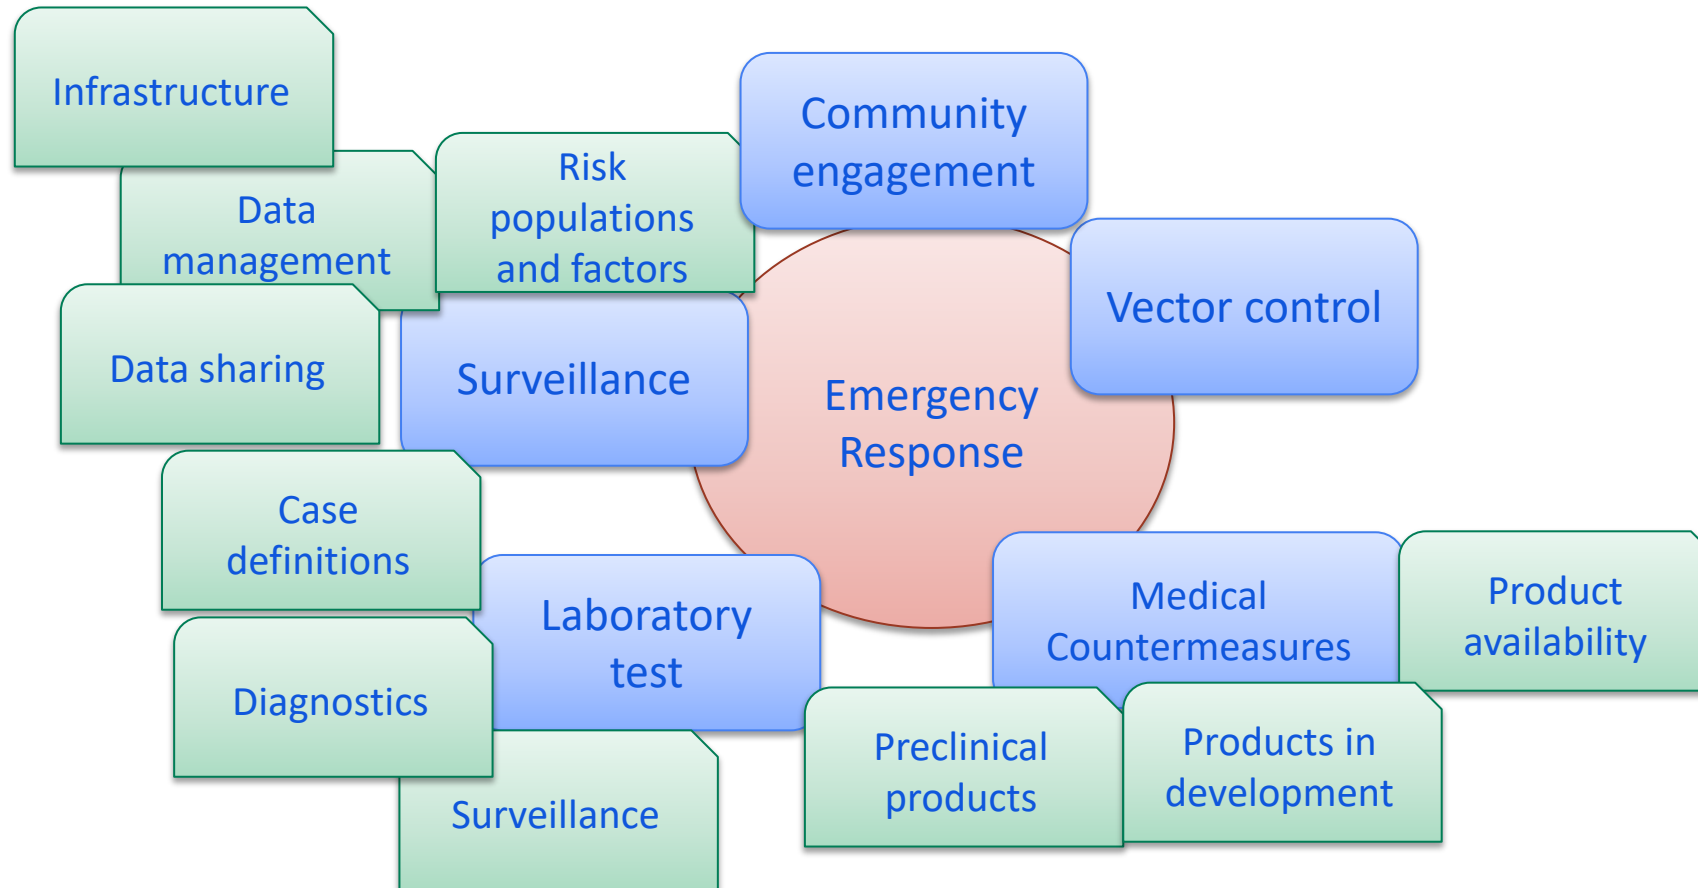 Infrastructure
Community
engagement
Risk
populations
and factors
Data
management
Vector control
Data sharing
Surveillance
Emergency
Response
Case
definitions
Laboratory
test
Medical
Countermeasures
Product
availability
Diagnostics
Preclinical
products
Products in
development
Surveillance